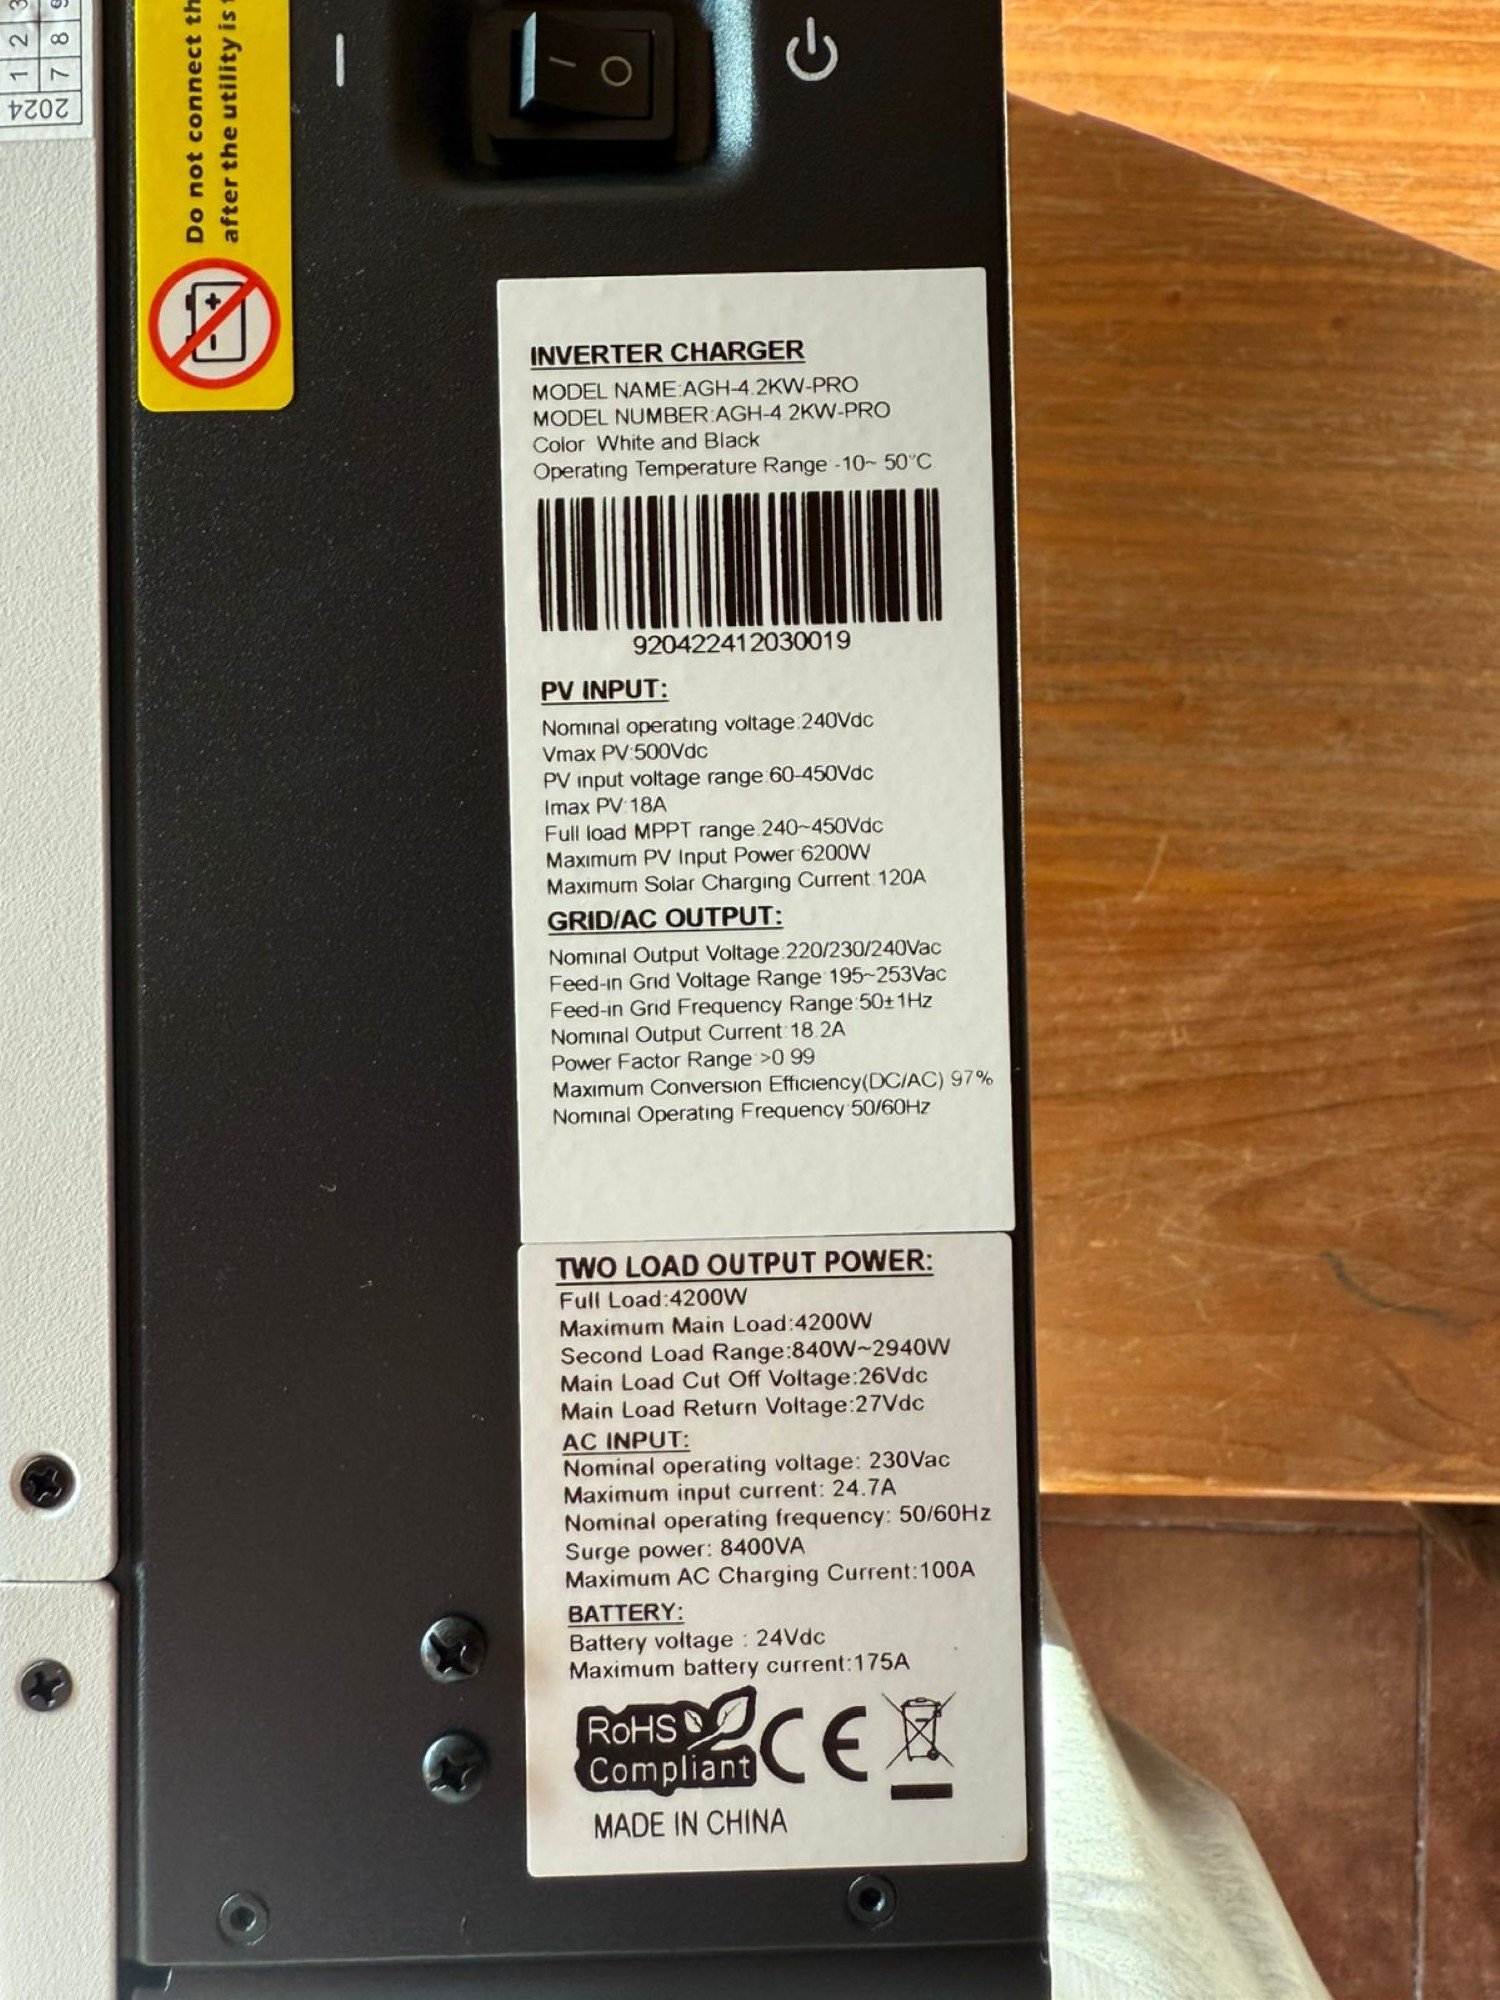 1 2 3
7 8 9
2024
Do not connect th
after the utility is
INVERTER CHARGER
MODEL NAME:AGH-4.2KW-PRO
MODEL NUMBER:AGH-4.2KW-PRO
Color White and Black
Operating Temperature Range -10~ 50°C
920422412030019
PV INPUT:
Nominal operating voltage:240Vdc
Vmax PV:500Vdc
PV input voltage range:60-450Vdc
Imax PV:18A
Full load MPPT range:240~450Vdc
Maximum PV Input Power:6200W
Maximum Solar Charging Current:120A
GRID/AC OUTPUT:
Nominal Output Voltage:220/230/240Vac
Feed-in Grid Voltage Range:195~253Vac
Feed-in Grid Frequency Range:50±1Hz
Nominal Output Current:18.2A
Power Factor Range:>0.99
Maximum Conversion Efficiency(DC/AC) 97%
Nominal Operating Frequency:50/60Hz
TWO LOAD OUTPUT POWER:
Full Load:4200W
Maximum Main Load:4200W
Second Load Range:840W~2940W
Main Load Cut Off Voltage:26Vdc
Main Load Return Voltage:27Vdc
AC INPUT:
Nominal operating voltage: 230Vac
Maximum input current: 24.7A
Nominal operating frequency: 50/60Hz
Surge power: 8400VA
Maximum AC Charging Current:100A
BATTERY:
Battery voltage : 24Vdc
Maximum battery current:175A
RoHS
Compliant
CE
MADE IN CHINA